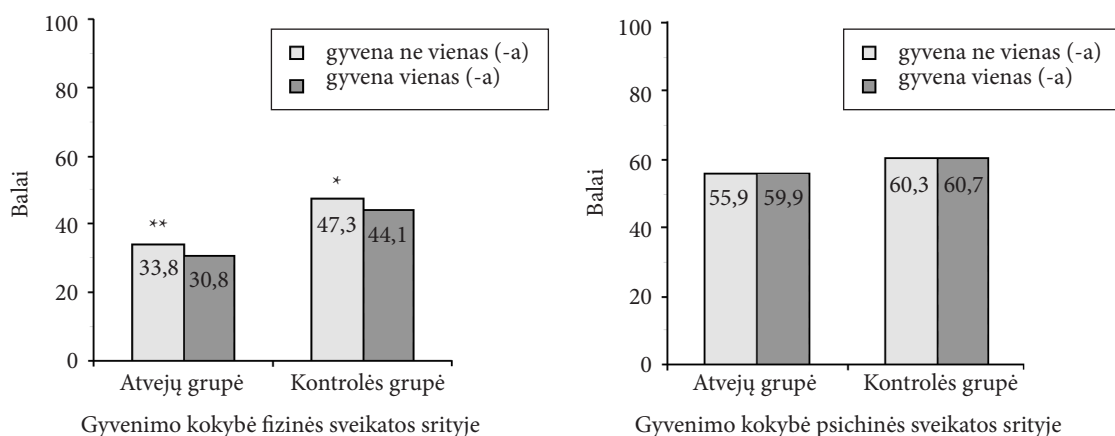 100
80
60
40
20
0
Balai
gyvena ne vienas (-a)
gyvena vienas (-a)
**
33,8
30,8
*
47,3
44,1
Atvejų grupė
Kontrolės grupė
Gyvenimo kokybė fizinės sveikatos srityje
100
80
60
40
20
0
Balai
gyvena ne vienas (-a)
gyvena vienas (-a)
55,9
59,9
60,3
60,7
Atvejų grupė
Kontrolės grupė
Gyvenimo kokybė psichinės sveikatos srityje